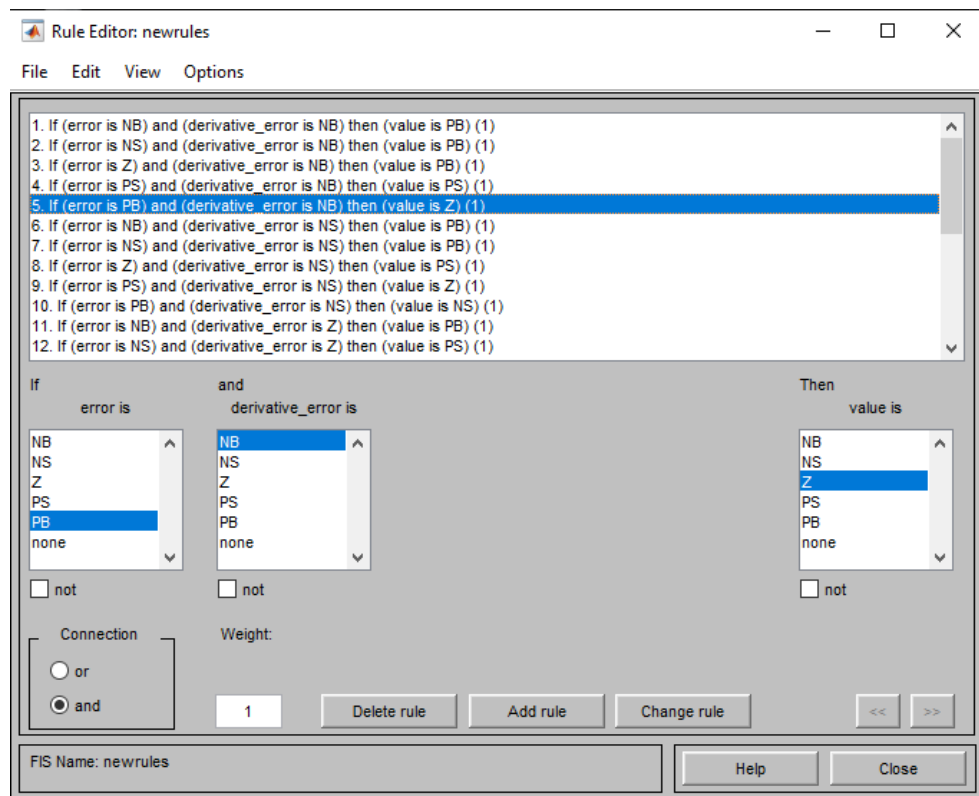 Rule Editor: newrules
File Edit View Options
1. If (error is NB) and (derivative_error is NB) then (value is PB) (1)
2. If (error is NS) and (derivative_error is NB) then (value is PB) (1)
3. If (error is Z) and (derivative_error is NB) then (value is PB) (1)
4. If (error is PS) and (derivative_error is NB) then (value is PS) (1)
5. If (error is PB) and (derivative_error is NB) then (value is Z) (1)
6. If (error is NB) and (derivative_error is NS) then (value is PB) (1)
7. If (error is NS) and (derivative_error is NS) then (value is PB) (1)
8. If (error is Z) and (derivative_error is NS) then (value is PS) (1)
9. If (error is PS) and (derivative_error is NS) then (value is Z) (1)
10. If (error is PB) and (derivative_error is NS) then (value is NS) (1)
11. If (error is NB) and (derivative_error is Z) then (value is PB) (1)
12. If (error is NS) and (derivative_error is Z) then (value is PS) (1)
If
error is
NB
NS
Z
PS
PB
none
not
and
derivative_error is
NB
NS
Z
PS
PB
none
not
Then
value is
NB
NS
Z
PS
PB
none
not
Connection
or
and
Weight:
1
Delete rule
Add rule
Change rule
<<
>>
FIS Name: newrules
Help
Close